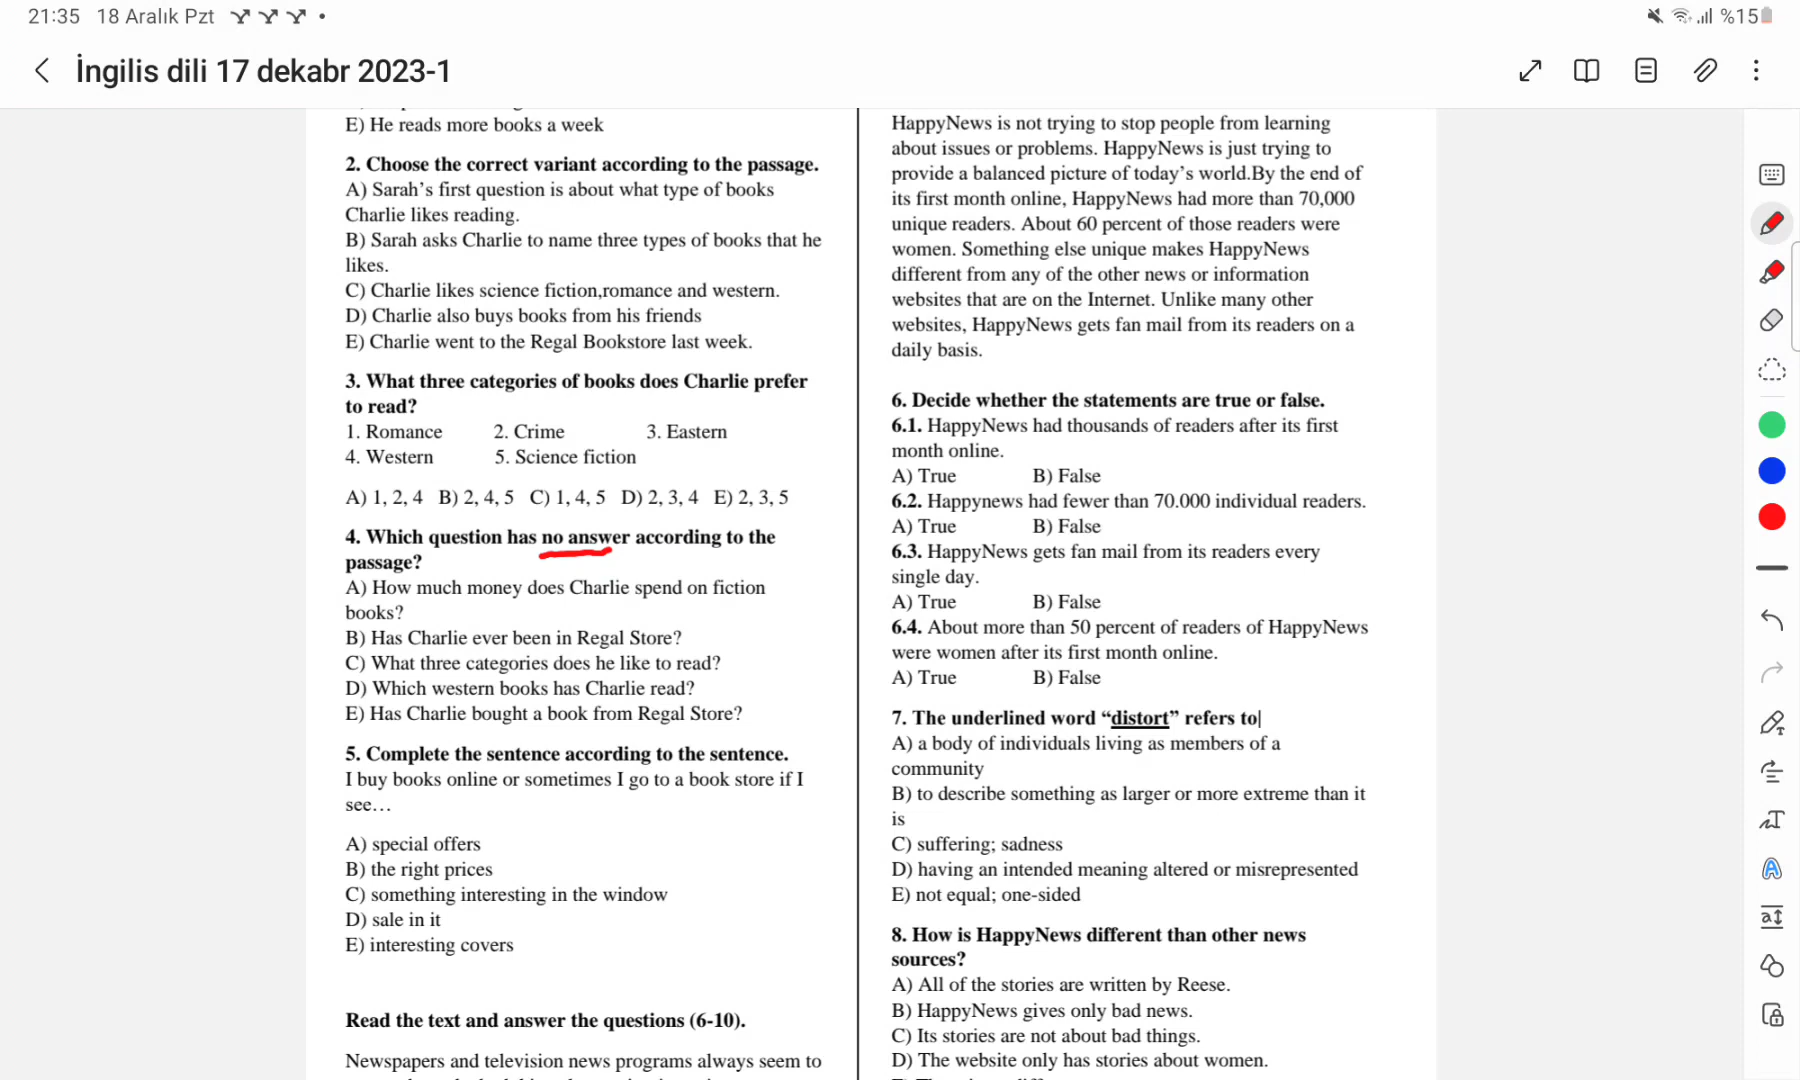 21:35 18 Aralık Pzt
%15
İngilis dili 17 dekabr 2023-1
E) He reads more books a week
2. Choose the correct variant according to the passage.
A) Sarah’s first question is about what type of books
Charlie likes reading.
B) Sarah asks Charlie to name three types of books that he
likes.
C) Charlie likes science fiction,romance and western.
D) Charlie also buys books from his friends
E) Charlie went to the Regal Bookstore last week.
3. What three categories of books does Charlie prefer
to read?
1. Romance 2. Crime 3. Eastern
4. Western 5. Science fiction
A) 1, 2, 4 B) 2, 4, 5 C) 1, 4, 5 D) 2, 3, 4 E) 2, 3, 5
4. Which question has no answer according to the
passage?
A) How much money does Charlie spend on fiction
books?
B) Has Charlie ever been in Regal Store?
C) What three categories does he like to read?
D) Which western books has Charlie read?
E) Has Charlie bought a book from Regal Store?
5. Complete the sentence according to the sentence.
I buy books online or sometimes I go to a book store if I
see…
A) special offers
B) the right prices
C) something interesting in the window
D) sale in it
E) interesting covers
Read the text and answer the questions (6-10).
Newspapers and television news programs always seem to
HappyNews is not trying to stop people from learning
about issues or problems. HappyNews is just trying to
provide a balanced picture of today’s world.By the end of
its first month online, HappyNews had more than 70,000
unique readers. About 60 percent of those readers were
women. Something else unique makes HappyNews
different from any of the other news or information
websites that are on the Internet. Unlike many other
websites, HappyNews gets fan mail from its readers on a
daily basis.
6. Decide whether the statements are true or false.
6.1. HappyNews had thousands of readers after its first
month online.
A) True B) False
6.2. Happynews had fewer than 70.000 individual readers.
A) True B) False
6.3. HappyNews gets fan mail from its readers every
single day.
A) True B) False
6.4. About more than 50 percent of readers of HappyNews
were women after its first month online.
A) True B) False
7. The underlined word “distort” refers to|
A) a body of individuals living as members of a
community
B) to describe something as larger or more extreme than it
is
C) suffering; sadness
D) having an intended meaning altered or misrepresented
E) not equal; one-sided
8. How is HappyNews different than other news
sources?
A) All of the stories are written by Reese.
B) HappyNews gives only bad news.
C) Its stories are not about bad things.
D) The website only has stories about women.